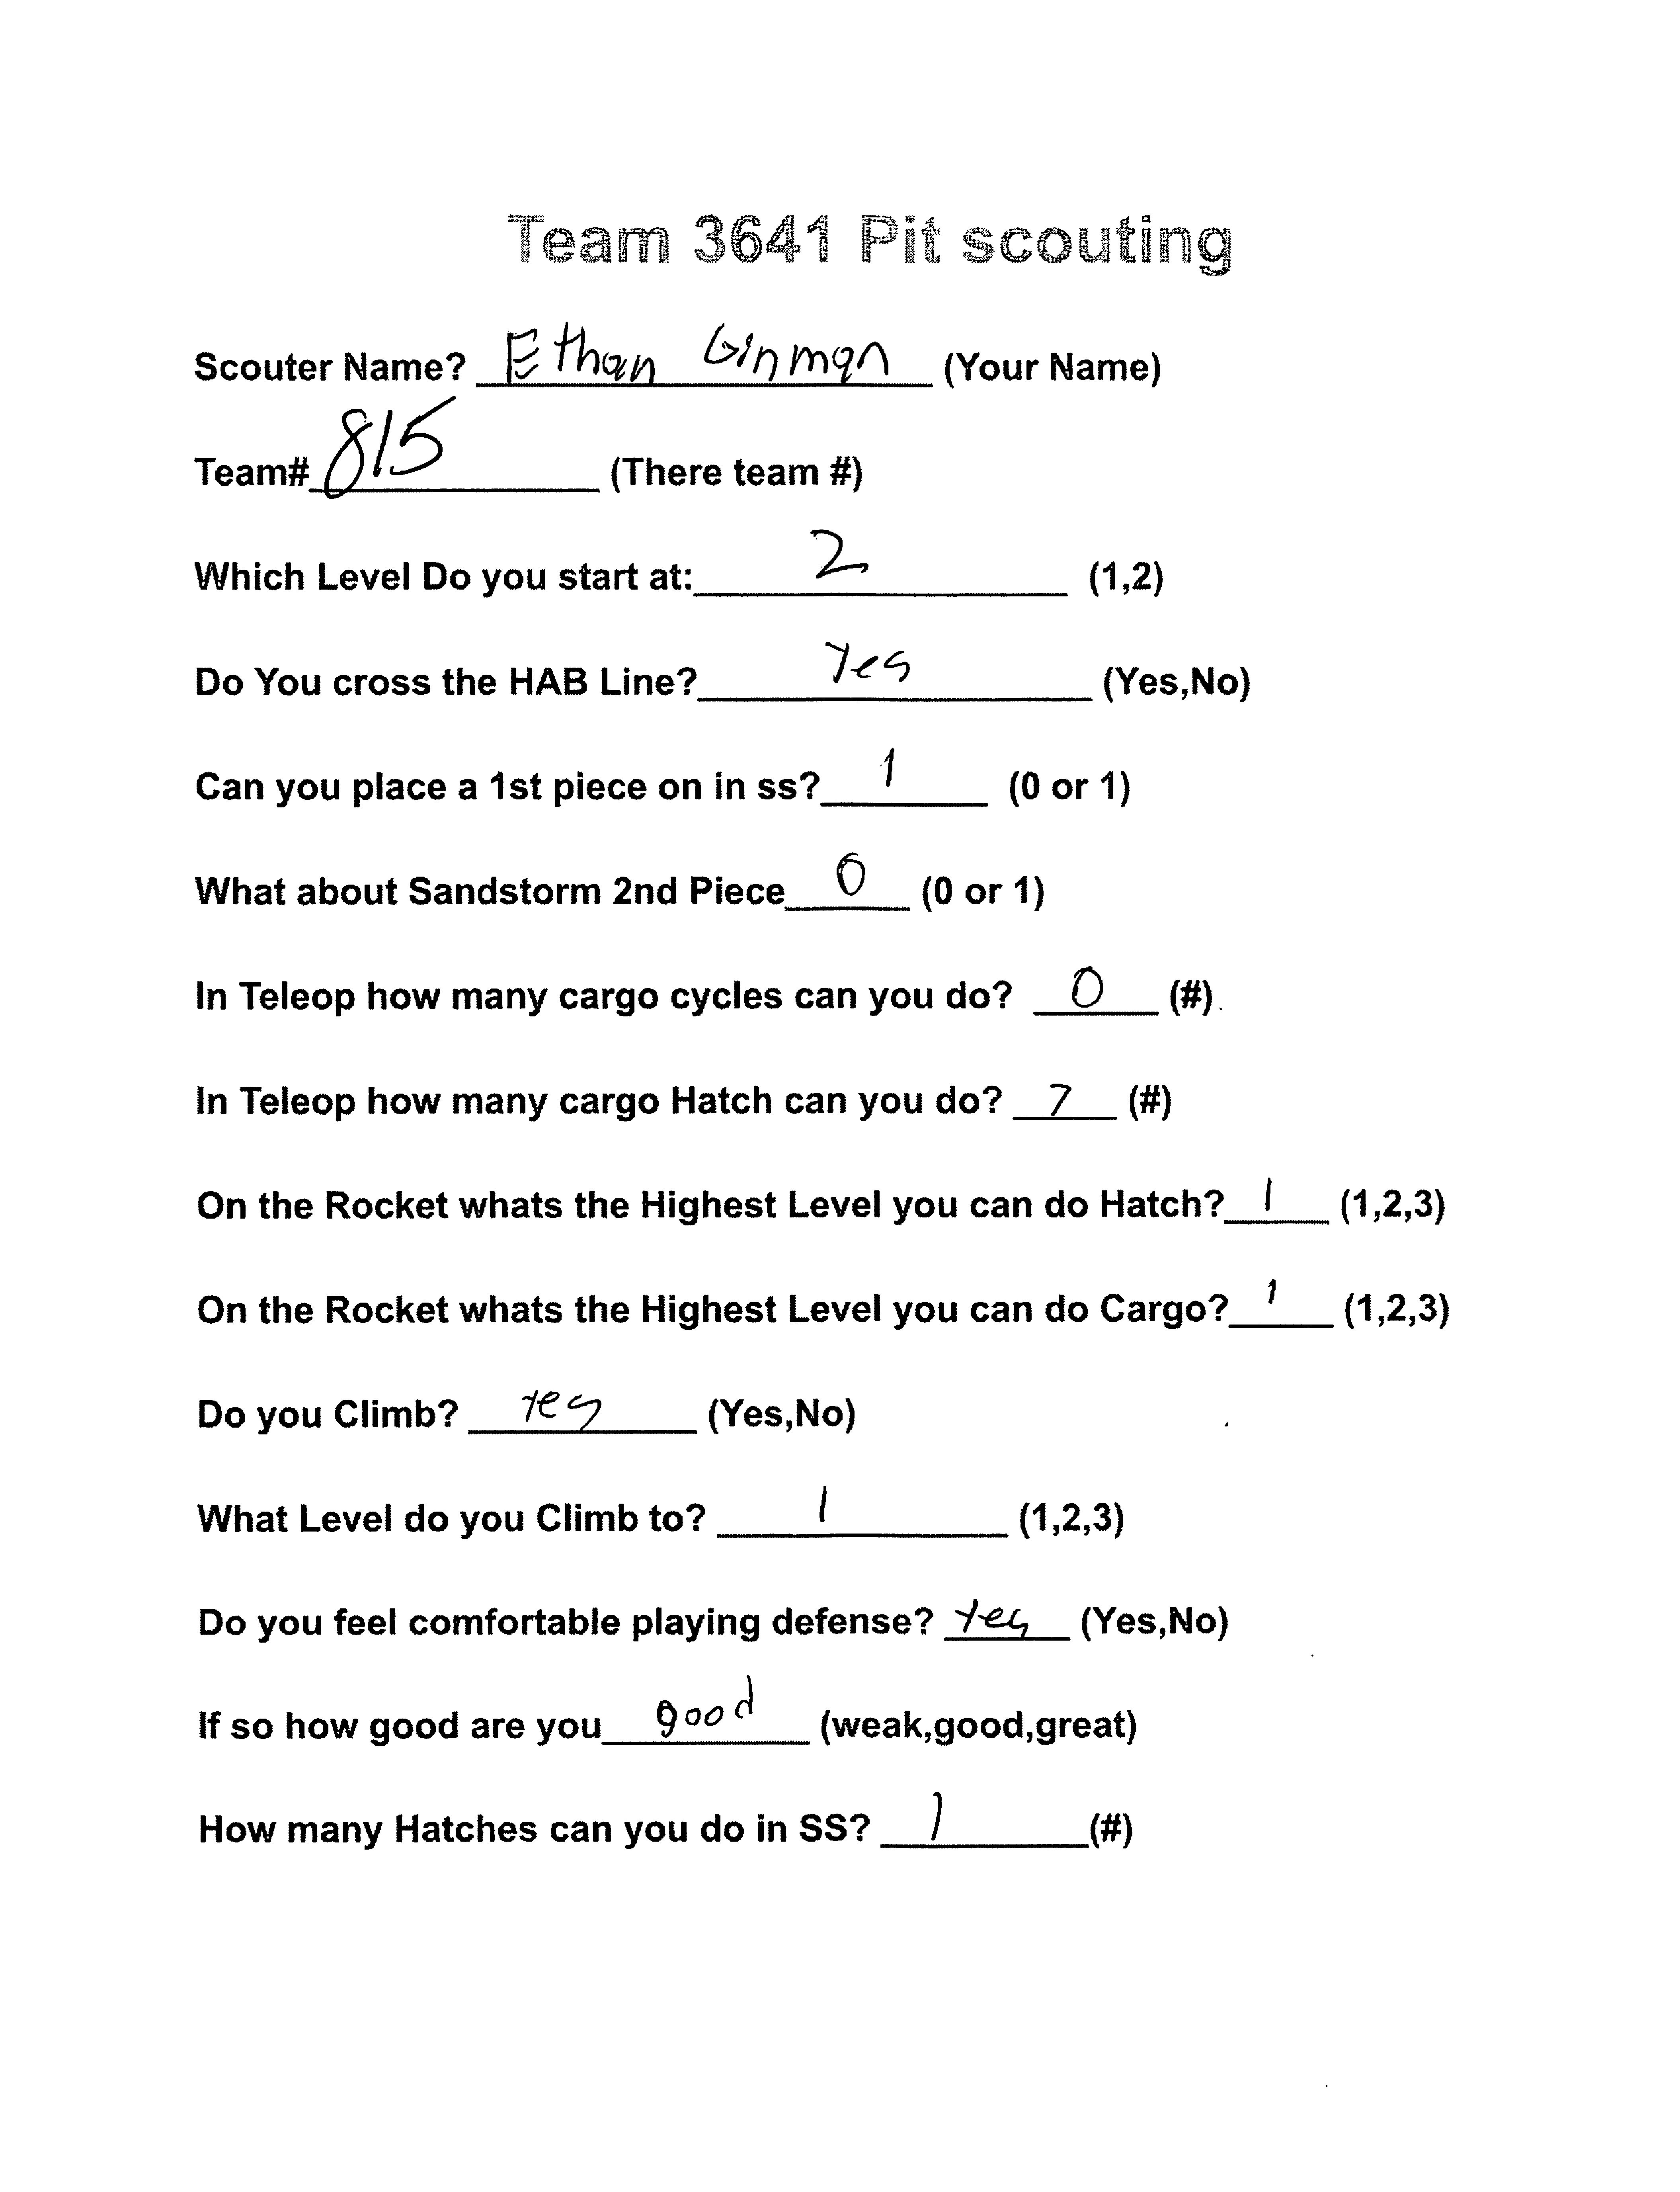 Team 3641 Pit scouting
Scouter Name? Ethan Ginman (Your Name)
Team# 815 (There team #)
Which Level Do you start at: 2 (1,2)
Do You cross the HAB Line? Yes (Yes,No)
Can you place a 1st piece on in ss? 1 (0 or 1)
What about Sandstorm 2nd Piece 0 (0 or 1)
In Teleop how many cargo cycles can you do? 0 (#)
In Teleop how many cargo Hatch can you do? 7 (#)
On the Rocket whats the Highest Level you can do Hatch? 1 (1,2,3)
On the Rocket whats the Highest Level you can do Cargo? 1 (1,2,3)
Do you Climb? Yes (Yes,No)
What Level do you Climb to? 1 (1,2,3)
Do you feel comfortable playing defense? Yes (Yes,No)
If so how good are you good (weak,good,great)
How many Hatches can you do in SS? 1 (#)